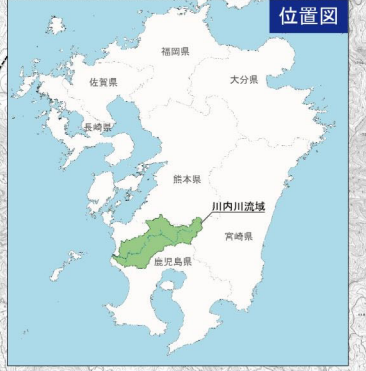 位置図
福岡県
佐賀県
大分県
長崎県
熊本県
川内川流域
宮崎県
鹿児島県